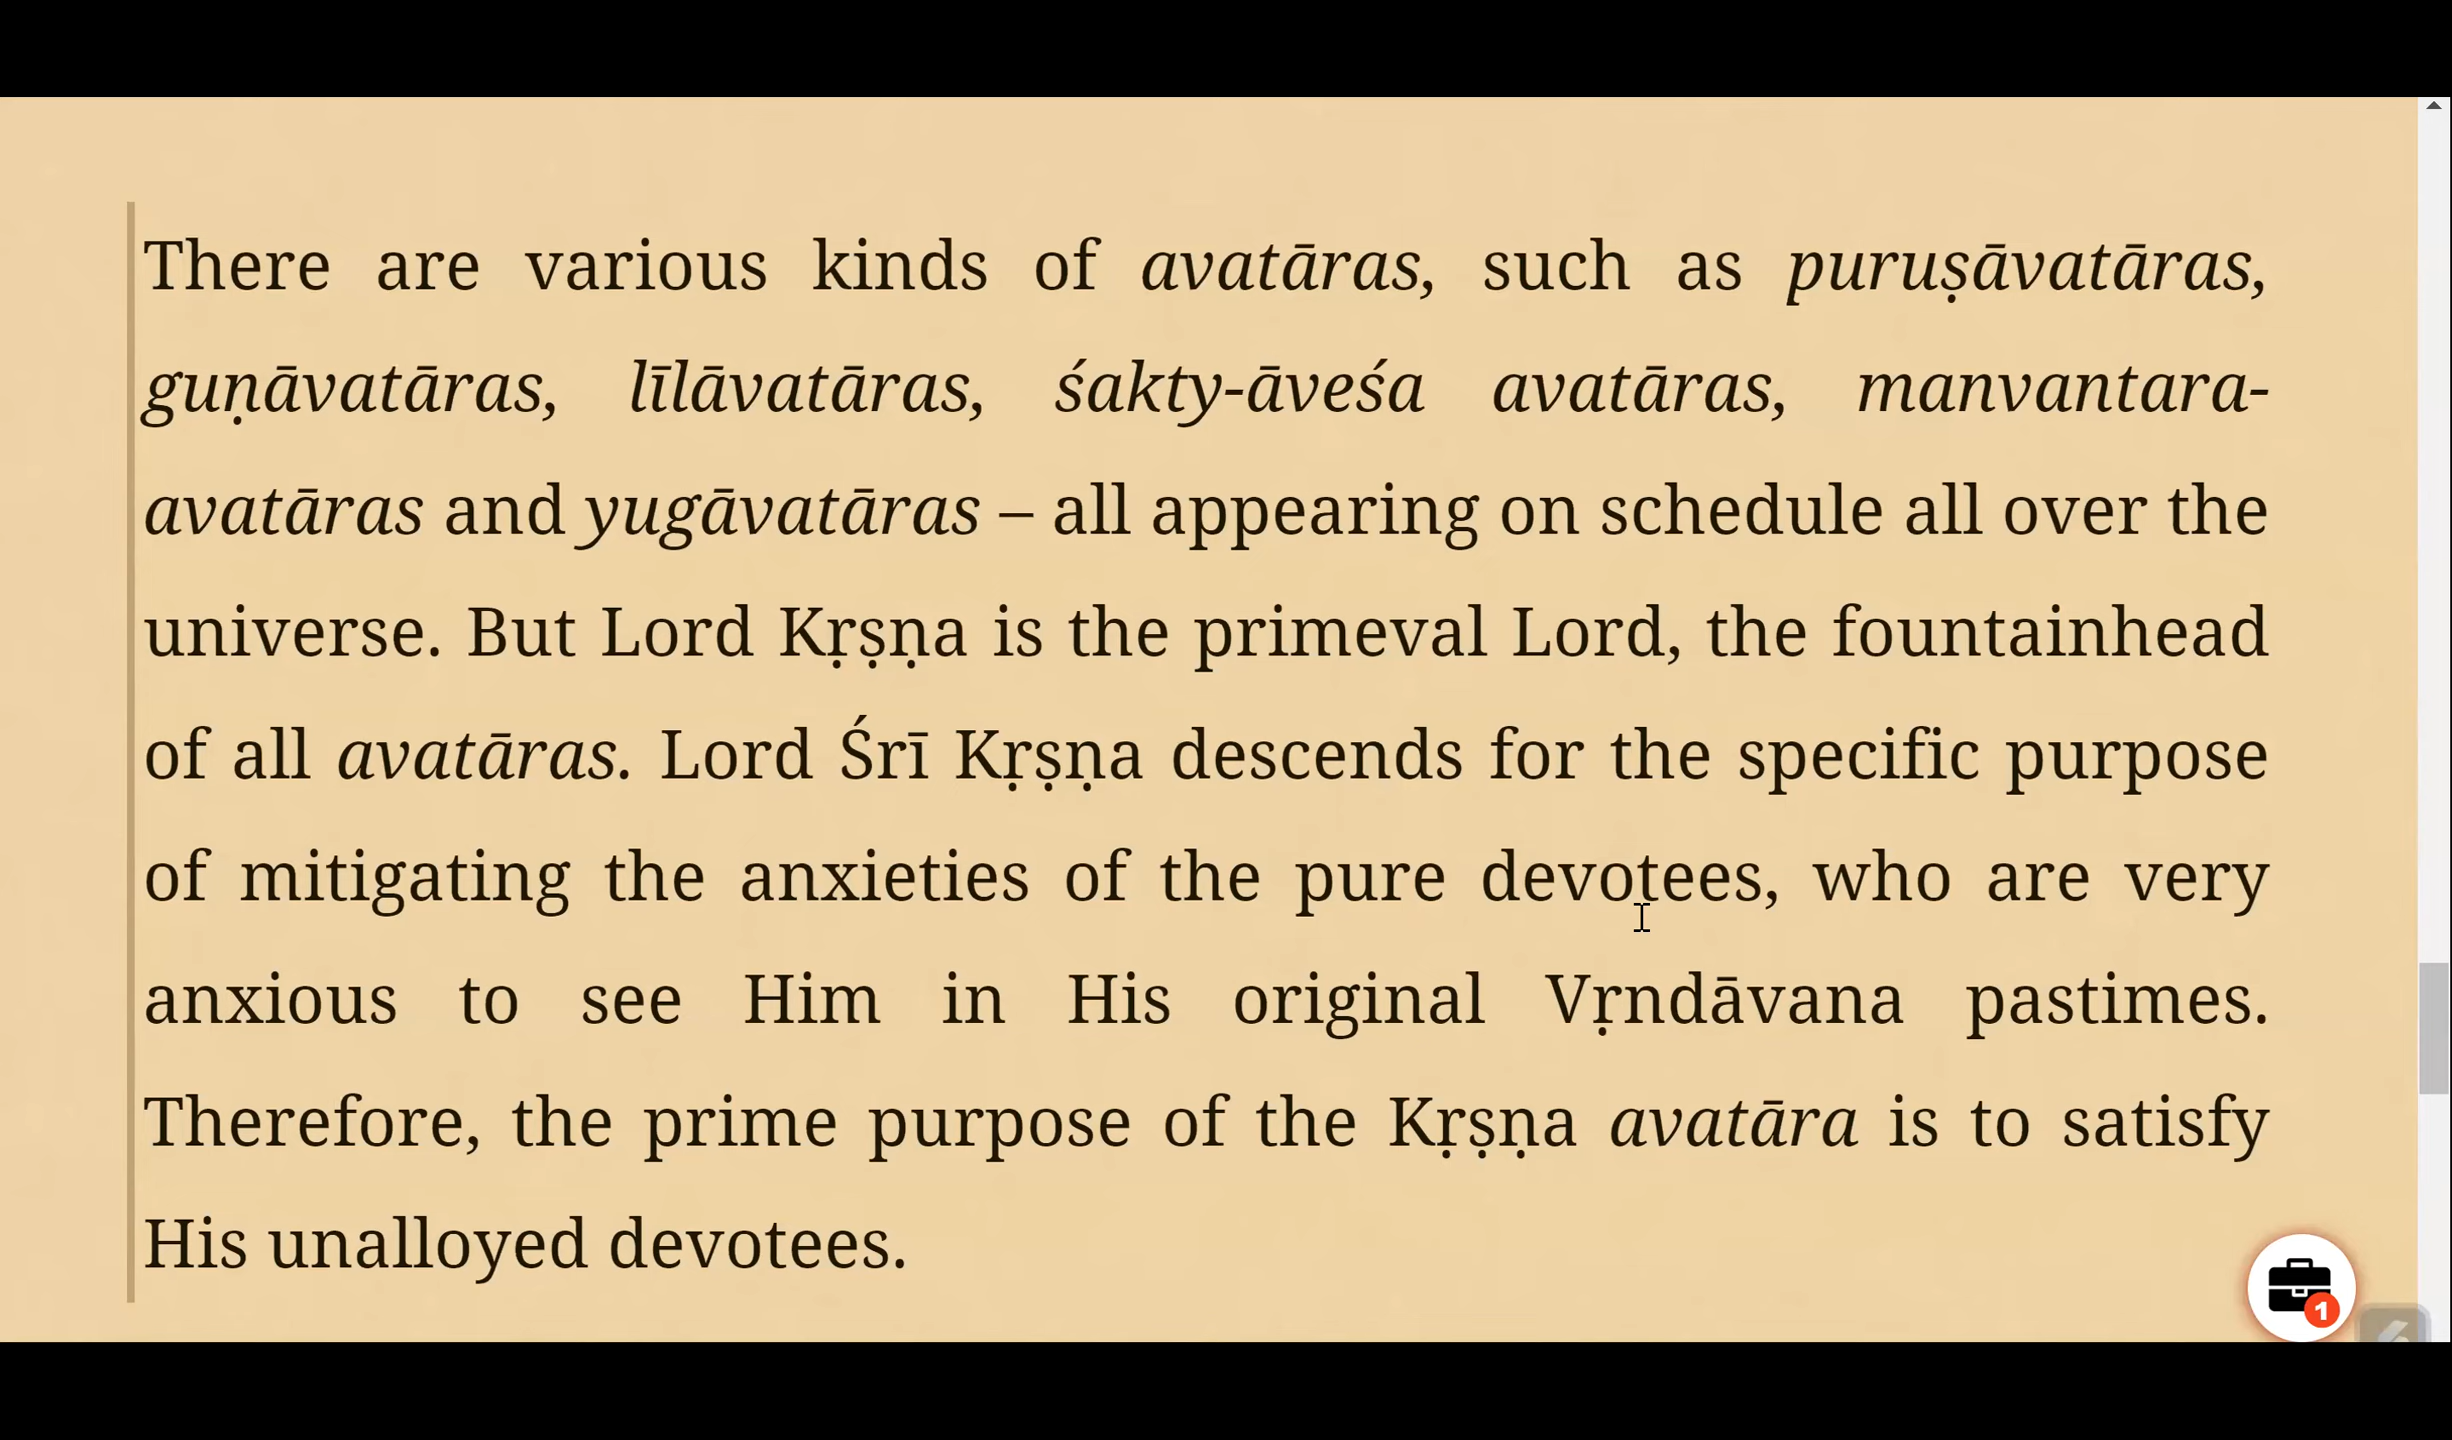 There are various kinds of avatāras, such as puruṣāvatāras,
guṇāvatāras, līlāvatāras, śakty-āveśa avatāras, manvantara-
avatāras and yugāvatāras – all appearing on schedule all over the
universe. But Lord Kṛṣṇa is the primeval Lord, the fountainhead
of all avatāras. Lord Śrī Kṛṣṇa descends for the specific purpose
of mitigating the anxieties of the pure devotees, who are very
anxious to see Him in His original Vṛndāvana pastimes.
Therefore, the prime purpose of the Kṛṣṇa avatāra is to satisfy
His unalloyed devotees.
1